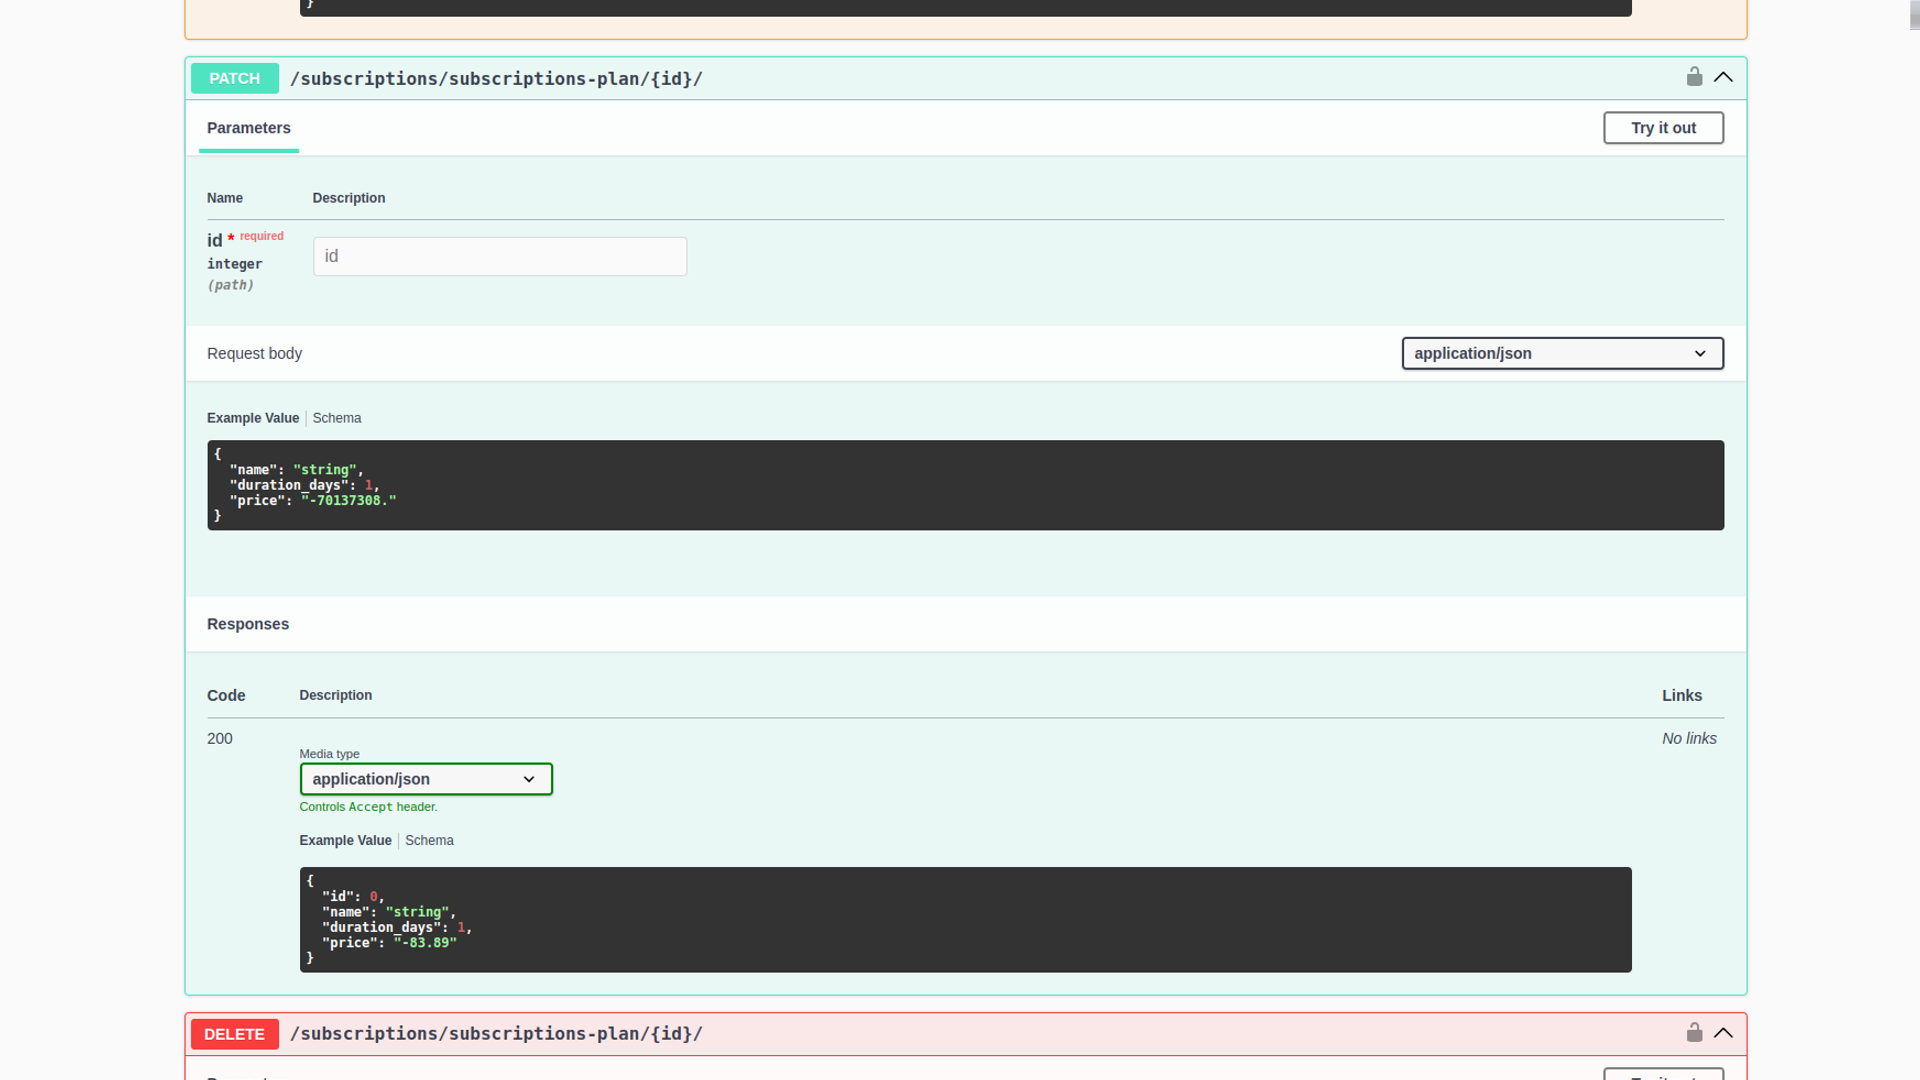 }
PATCH /subscriptions/subscriptions-plan/{id}/
Parameters
Try it out
Name Description
id * required
integer
(path)
id
Request body
application/json
Example Value Schema
{
"name": "string",
"duration_days": 1,
"price": "-70137308."
}
Responses
Code Description Links
200
No links
Media type
application/json
Controls Accept header.
Example Value Schema
{
"id": 0,
"name": "string",
"duration_days": 1,
"price": "-83.89"
}
DELETE /subscriptions/subscriptions-plan/{id}/